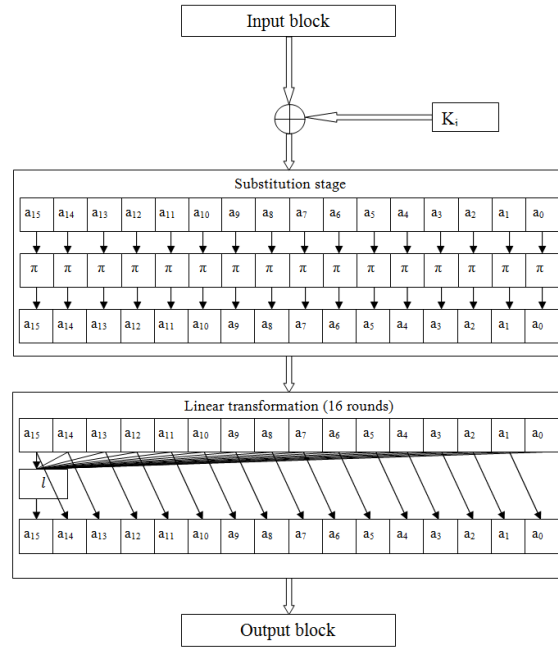 Input block
Kᵢ
Substitution stage
a₁₅ a₁₄ a₁₃ a₁₂ a₁₁ a₁₀ a₉ a₈ a₇ a₆ a₅ a₄ a₃ a₂ a₁ a₀
π π π π π π π π π π π π π π π π
a₁₅ a₁₄ a₁₃ a₁₂ a₁₁ a₁₀ a₉ a₈ a₇ a₆ a₅ a₄ a₃ a₂ a₁ a₀
Linear transformation (16 rounds)
a₁₅ a₁₄ a₁₃ a₁₂ a₁₁ a₁₀ a₉ a₈ a₇ a₆ a₅ a₄ a₃ a₂ a₁ a₀
l
a₁₅ a₁₄ a₁₃ a₁₂ a₁₁ a₁₀ a₉ a₈ a₇ a₆ a₅ a₄ a₃ a₂ a₁ a₀
Output block